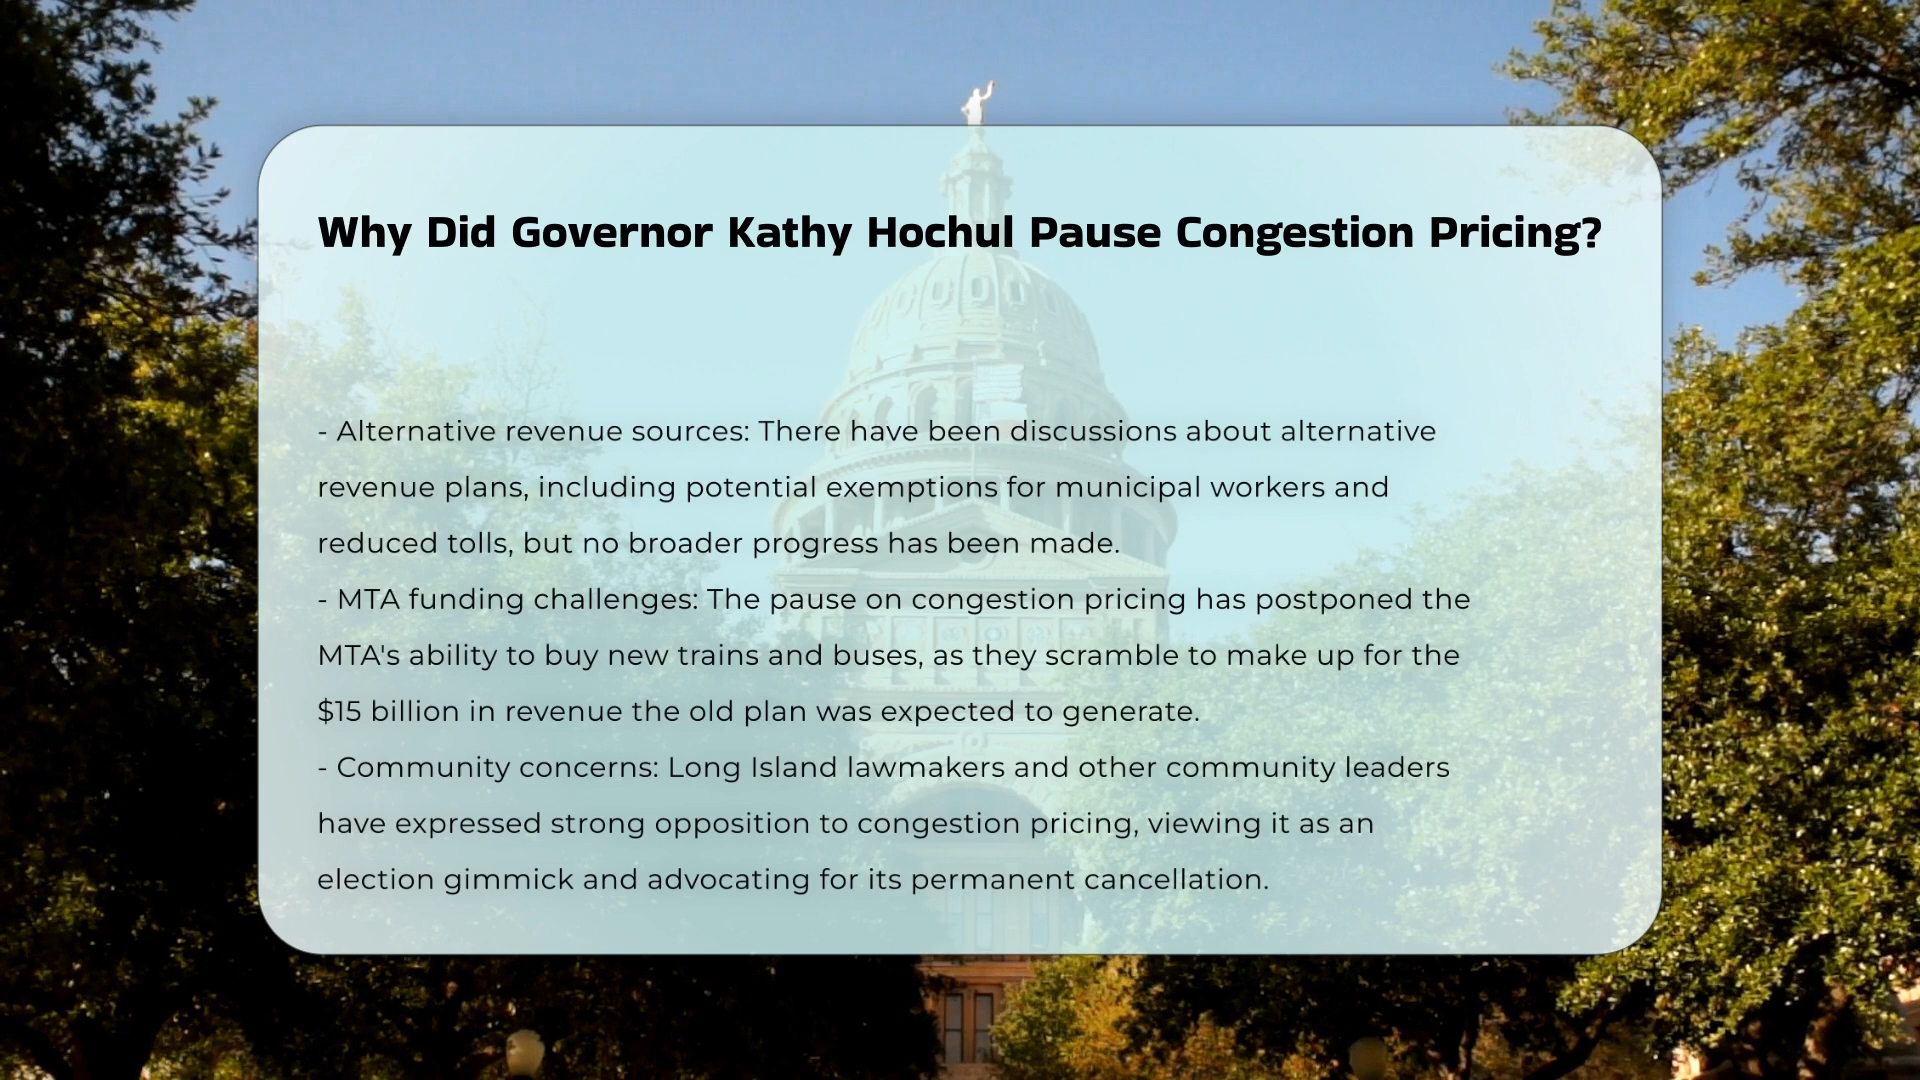 Why Did Governor Kathy Hochul Pause Congestion Pricing?
- Alternative revenue sources: There have been discussions about alternative
revenue plans, including potential exemptions for municipal workers and
reduced tolls, but no broader progress has been made.
- MTA funding challenges: The pause on congestion pricing has postponed the
MTA's ability to buy new trains and buses, as they scramble to make up for the
$15 billion in revenue the old plan was expected to generate.
- Community concerns: Long Island lawmakers and other community leaders
have expressed strong opposition to congestion pricing, viewing it as an
election gimmick and advocating for its permanent cancellation.